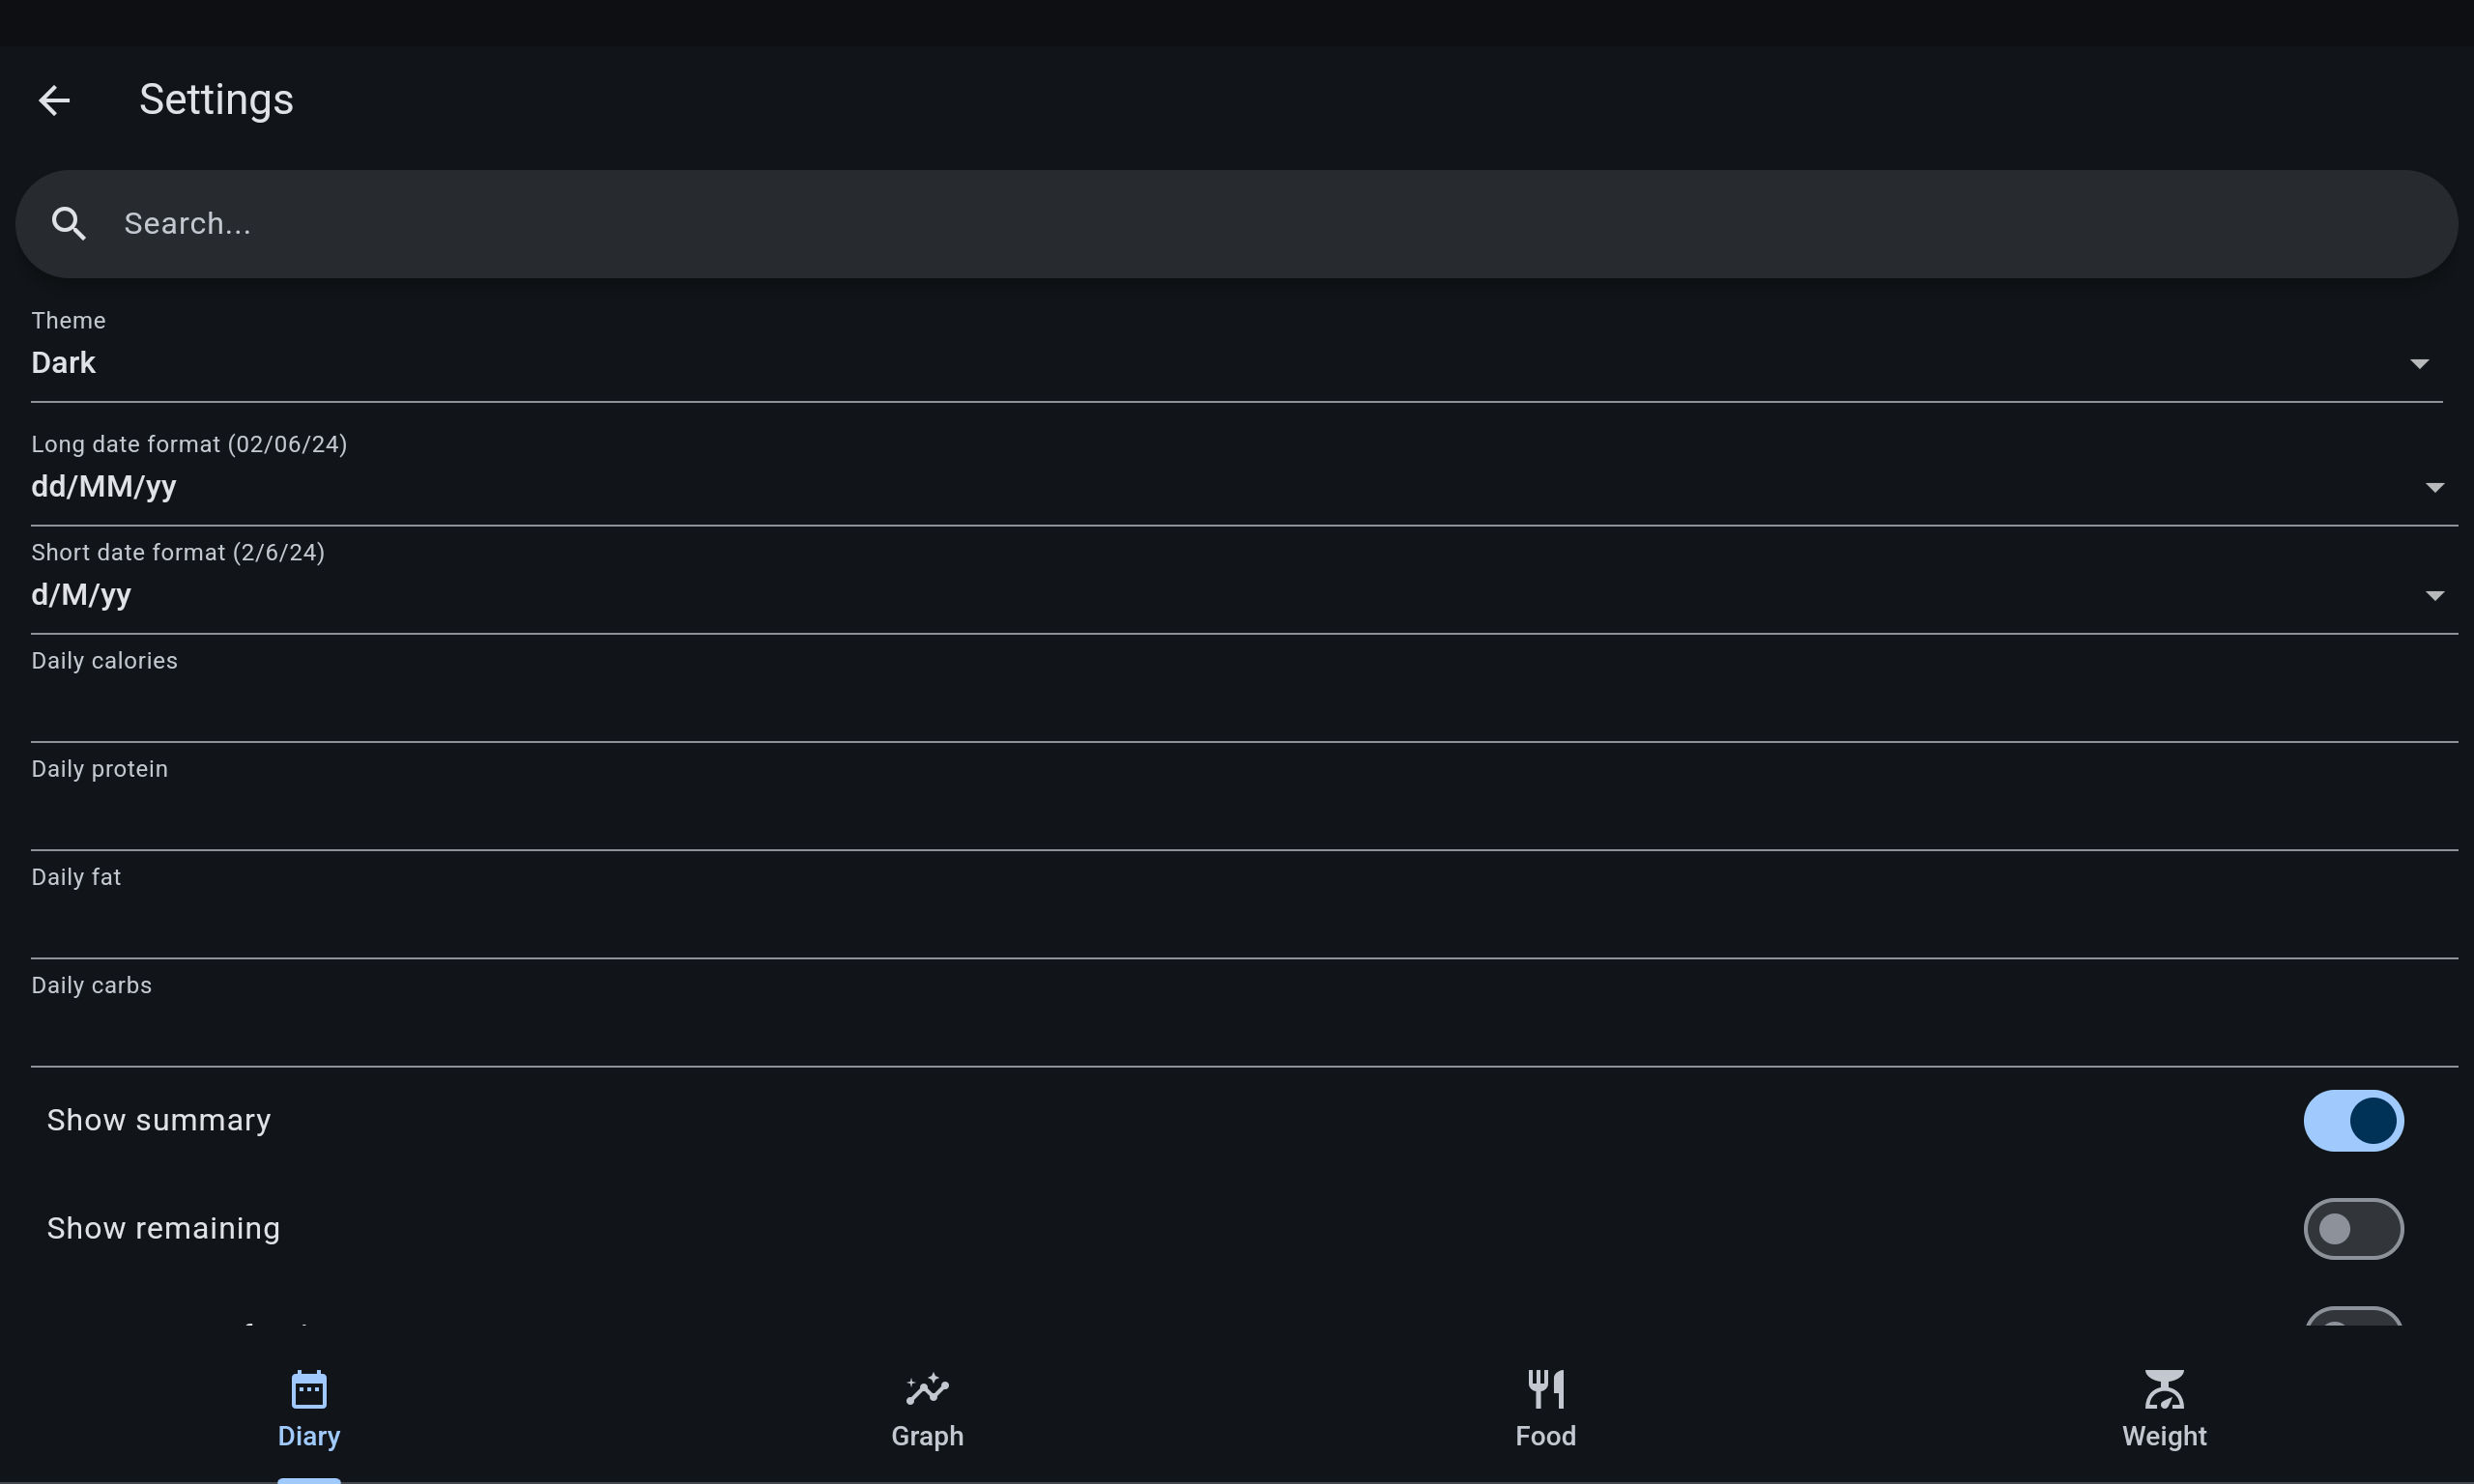 Settings
Search...
Theme
Dark
Long date format (02/06/24)
dd/MM/yy
Short date format (2/6/24)
d/M/yy
Daily calories
Daily protein
Daily fat
Daily carbs
Show summary
Show remaining
Diary
Graph
Food
Weight